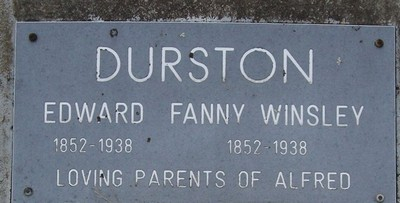 DURSTON
EDWARD FANNY WINSLEY
1852-1938 1852-1938
LOVING PARENTS OF ALFRED